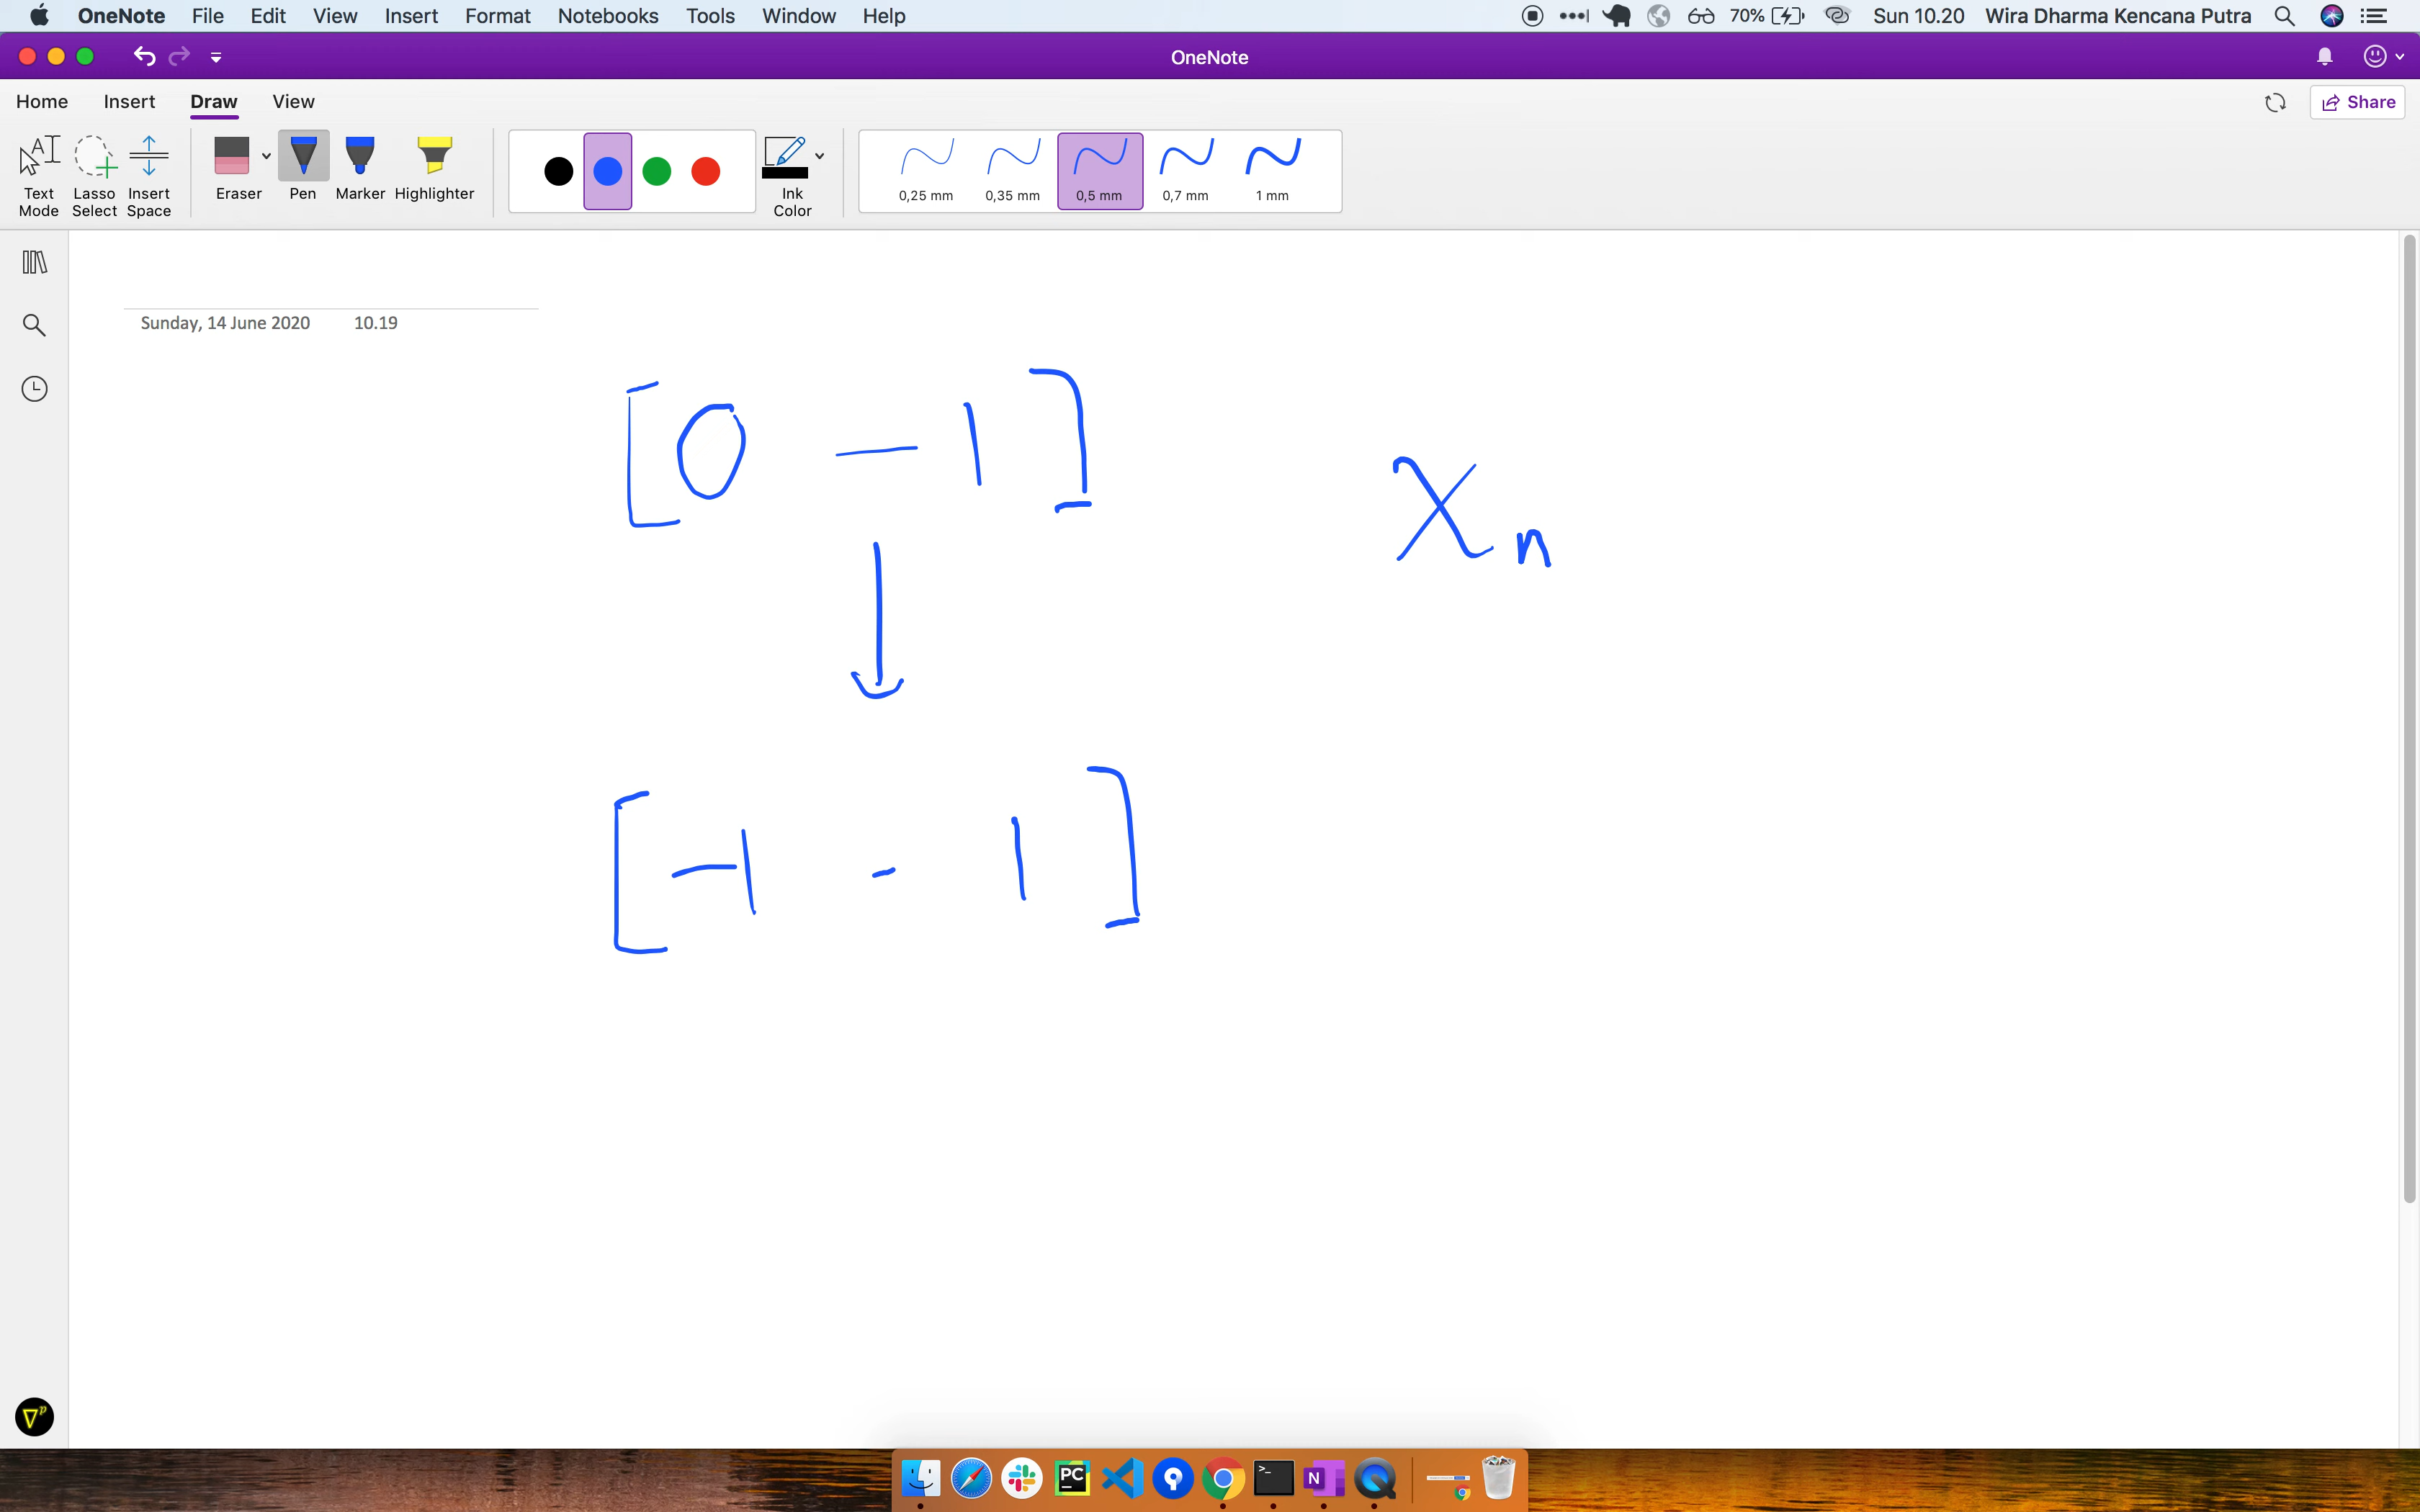 OneNote File Edit View Insert Format Notebooks Tools Window Help 70% Sun 10.20 Wira Dharma Kencana Putra
OneNote
Home Insert Draw View Share
Text Mode
Lasso Select
Insert Space
Eraser
Pen
Marker
Highlighter
Ink Color
0,25 mm 0,35 mm 0,5 mm 0,7 mm 1 mm
Sunday, 14 June 2020 10.19
[0 — 1]
Xn
[-1 - 1]
∇p
PC
>_
N